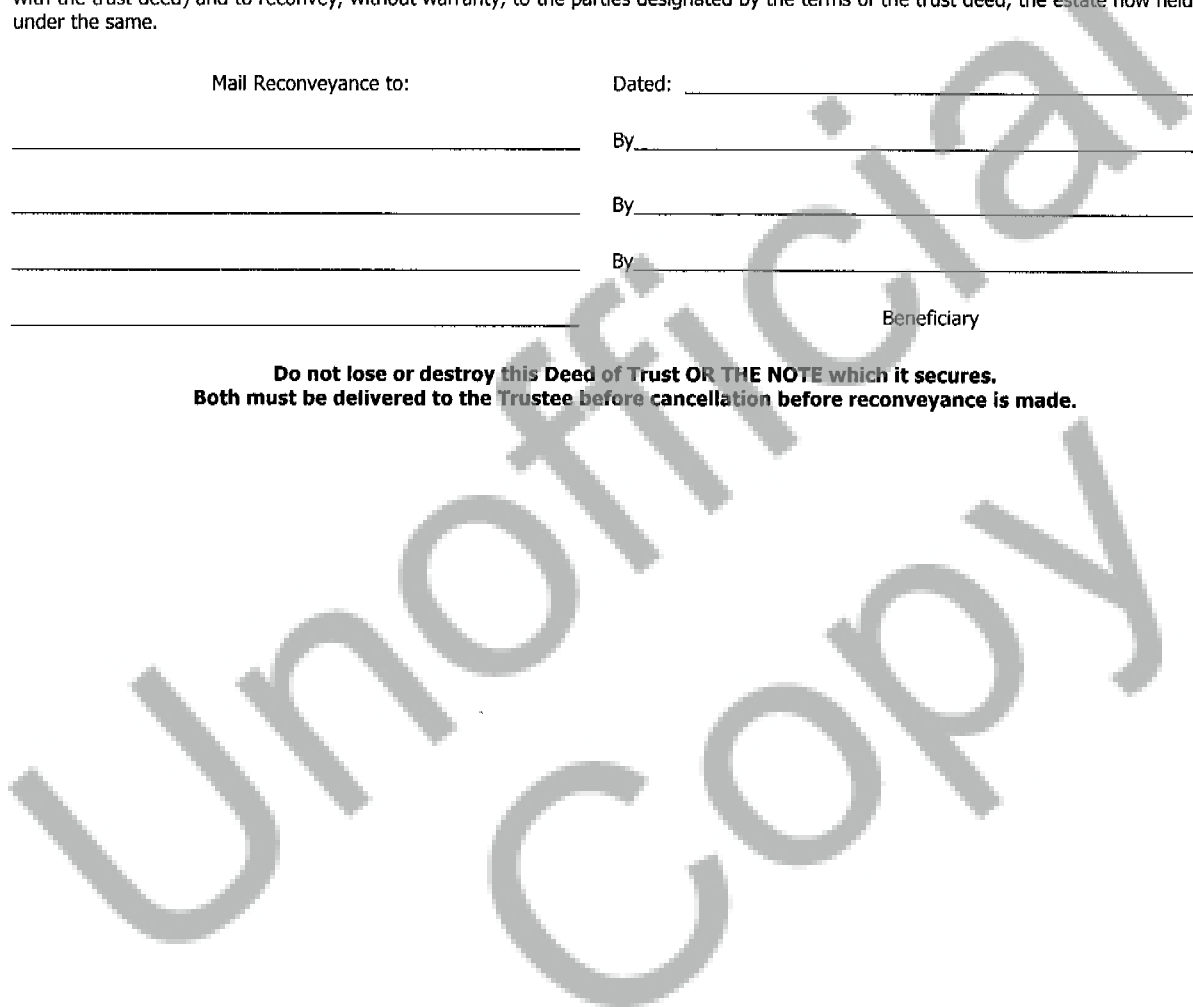 with the trust deed) and to reconvey, without warranty, to the parties designated by the terms of the trust deed, the estate now held
under the same.
Mail Reconveyance to:
Dated:
By
By
By
Beneficiary
Do not lose or destroy this Deed of Trust OR THE NOTE which it secures.
Both must be delivered to the Trustee before cancellation before reconveyance is made.
Unofficial
Copy